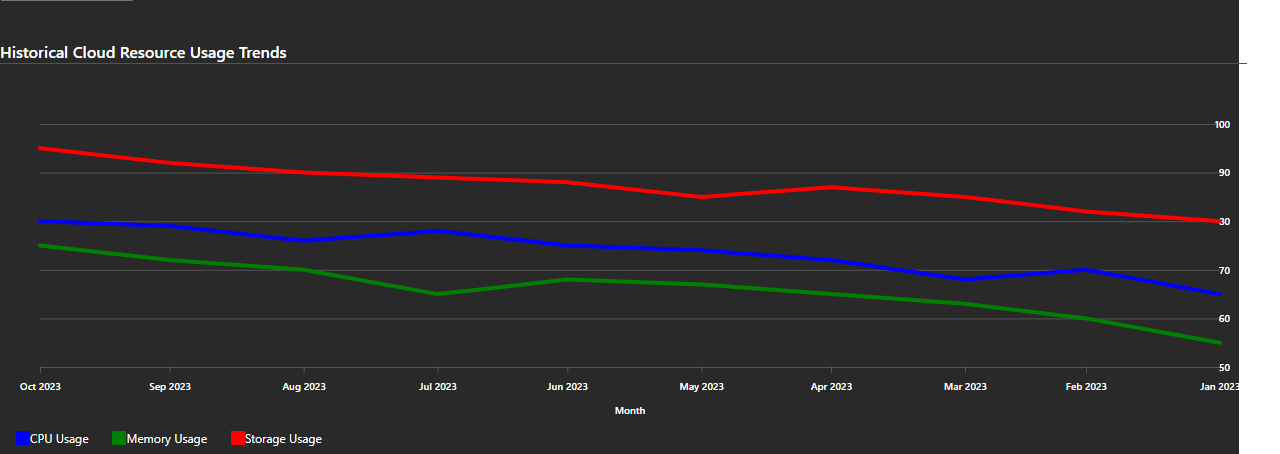 Historical Cloud Resource Usage Trends
100
90
80
70
60
50
Oct 2023 Sep 2023 Aug 2023 Jul 2023 Jun 2023 May 2023 Apr 2023 Mar 2023 Feb 2023 Jan 2023
Month
CPU Usage Memory Usage Storage Usage